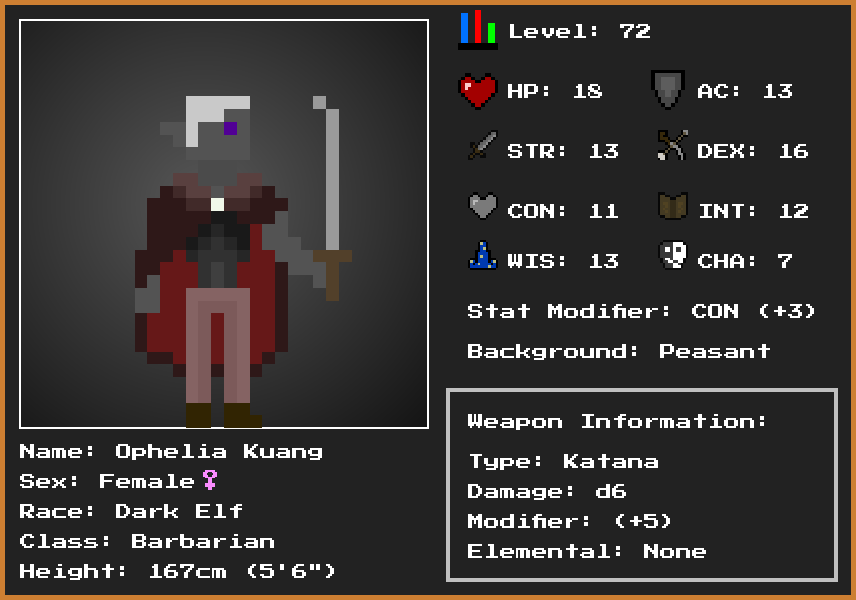 Level: 72
HP: 18
AC: 13
STR: 13
DEX: 16
CON: 11
INT: 12
WIS: 13
CHA: 7
Stat Modifier: CON (+3)
Background: Peasant
Weapon Information:
Type: Katana
Damage: d6
Modifier: (+5)
Elemental: None
Name: Ophelia Kuang
Sex: Female♀
Race: Dark Elf
Class: Barbarian
Height: 167cm (5'6")